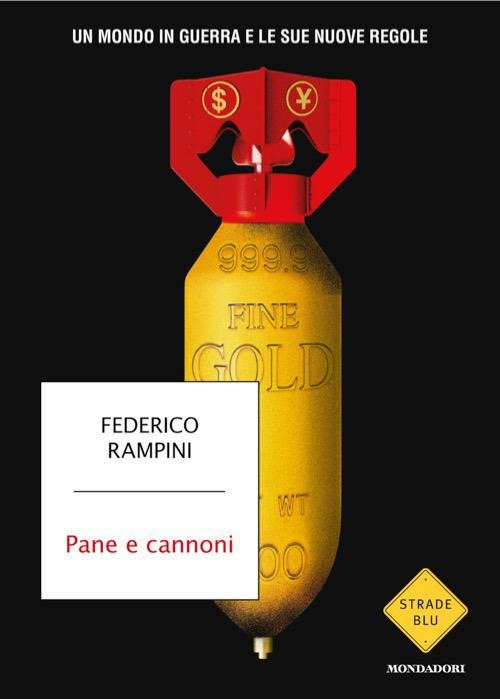 UN MONDO IN GUERRA E LE SUE NUOVE REGOLE
$ ¥
999.9
FINE
GOLD
WT
FEDERICO
RAMPINI
Pane e cannoni
STRADE
BLU
MONDADORI